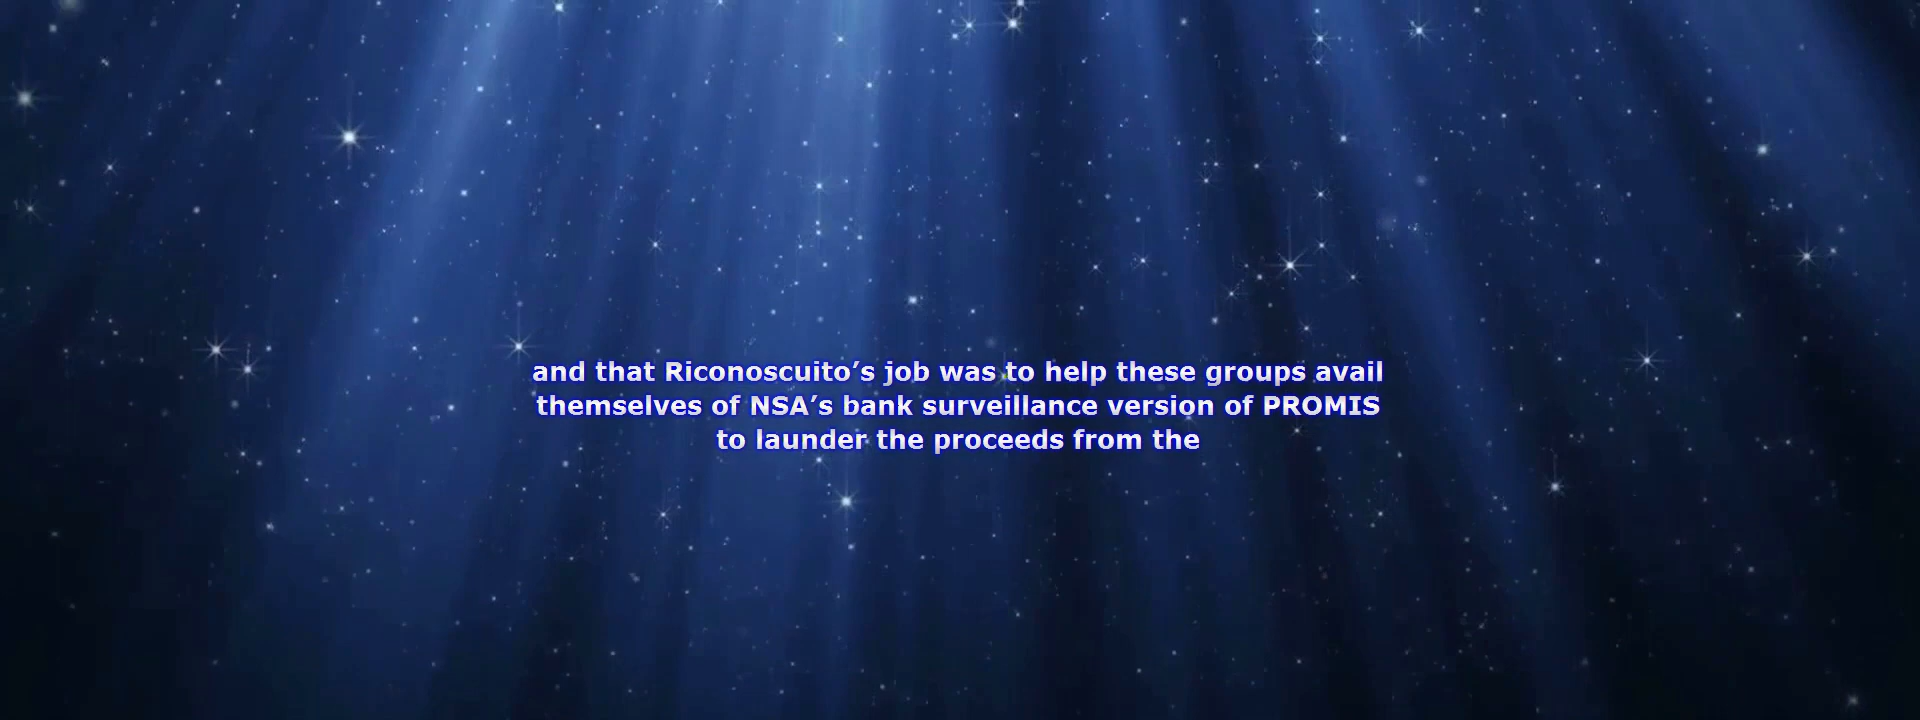 and that Riconoscuito’s job was to help these groups avail
themselves of NSA’s bank surveillance version of PROMIS
to launder the proceeds from the